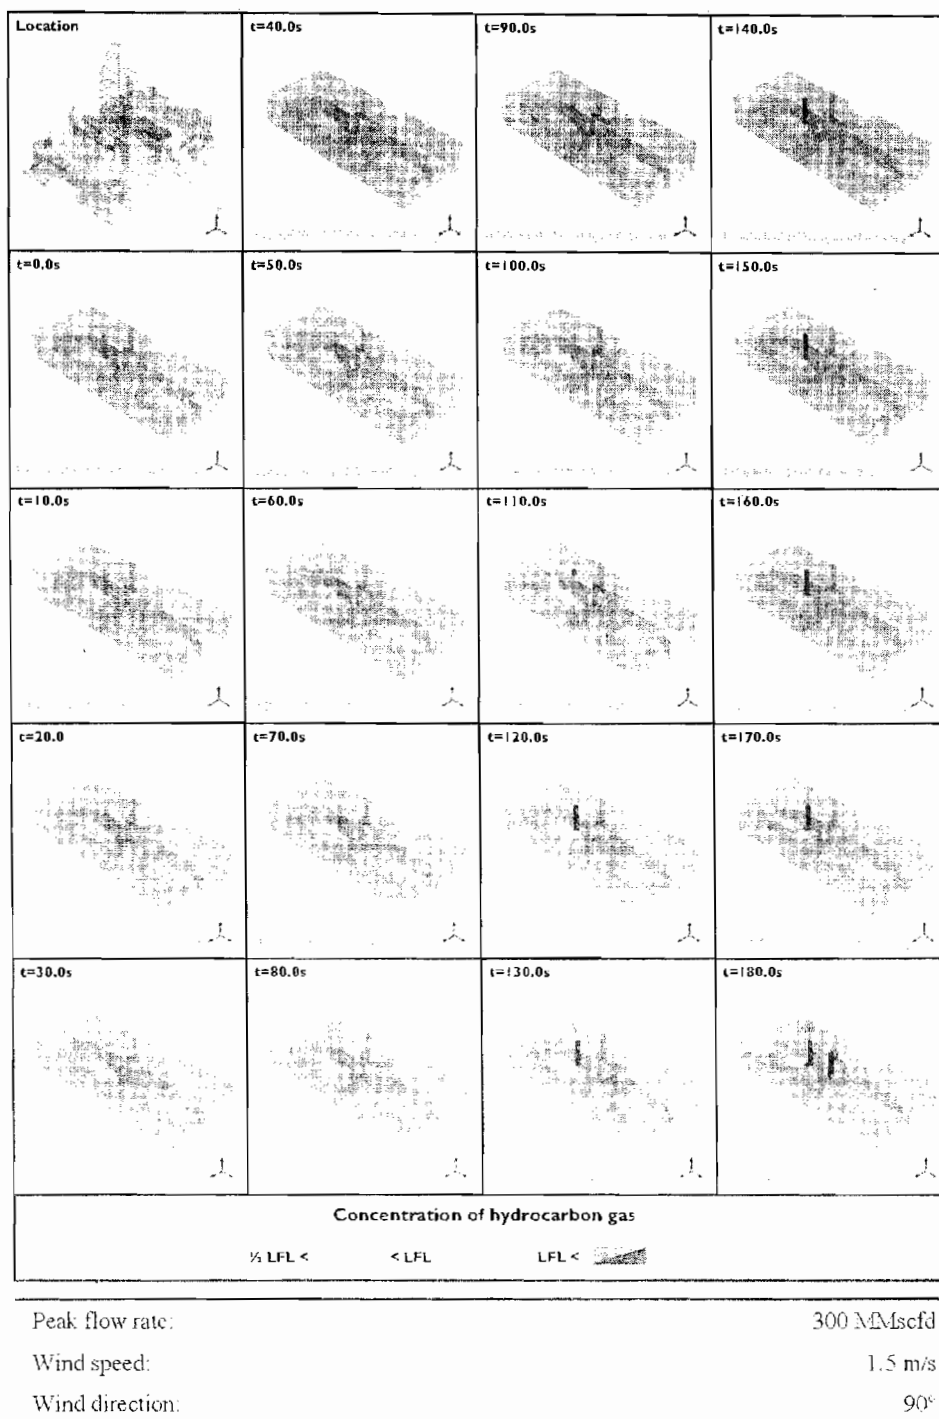 Location t=40.0s t=90.0s t=140.0s
t=0.0s t=50.0s t=100.0s t=150.0s
t=10.0s t=60.0s t=110.0s t=160.0s
t=20.0 t=70.0s t=120.0s t=170.0s
t=30.0s t=80.0s t=130.0s t=180.0s
Concentration of hydrocarbon gas
½ LFL < < LFL LFL <
Peak flow rate: 300 MMscfd
Wind speed: 1.5 m/s
Wind direction: 90°